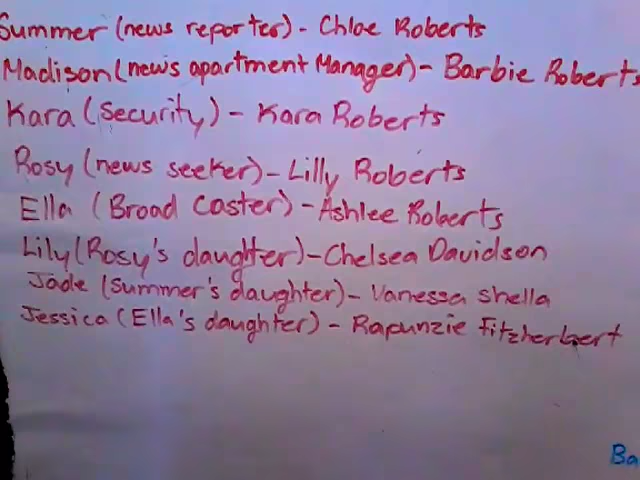 Summer (news reporter) - Chloe Roberts
Madison (news apartment Manager) - Barbie Roberts
Kara (Security) - Kara Roberts
Rosy (news seeker) - Lilly Roberts
Ella (Broad caster) - Ashlee Roberts
Lily (Rosy's daughter) - Chelsea Davidson
Jade (Summer's daughter) - Vanessa Shella
Jessica (Ella's daughter) - Rapunzie Fitzherbert
Ba